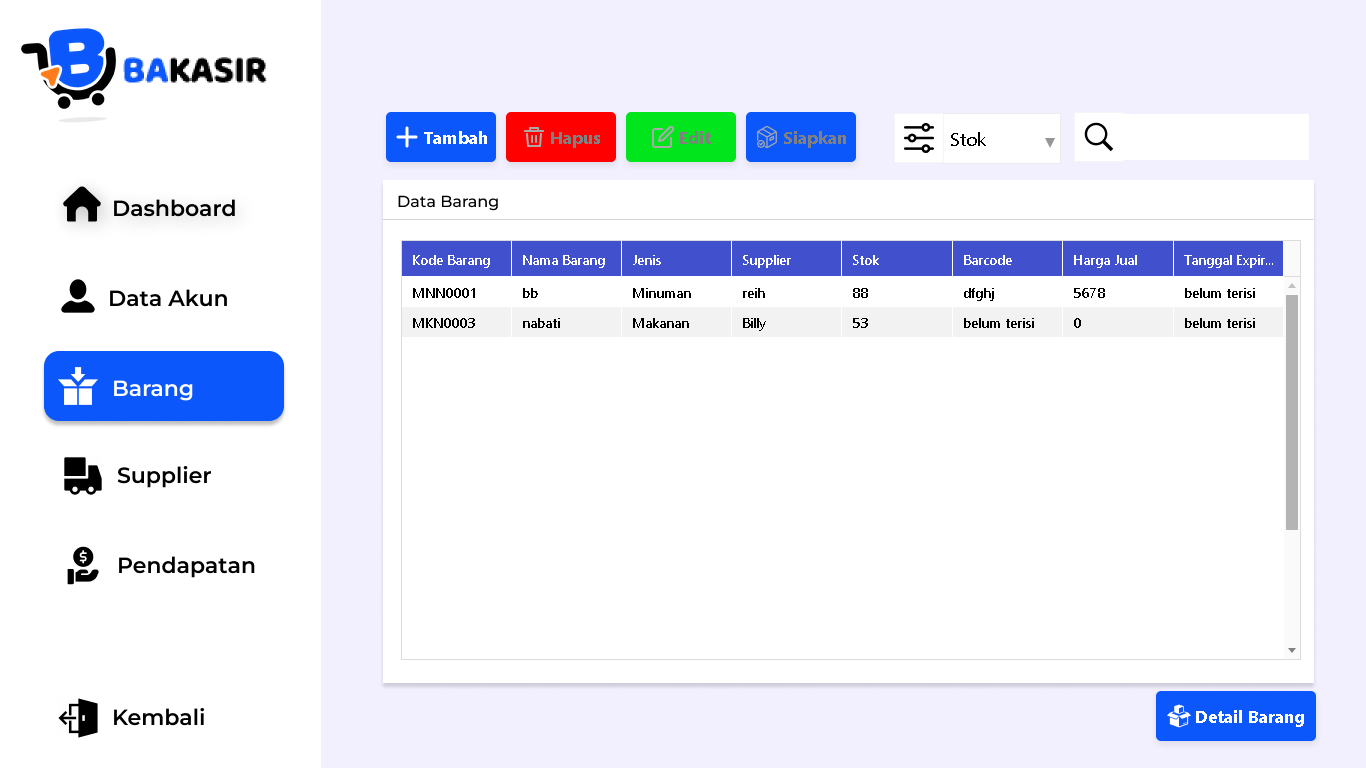 BAKASIR
Dashboard
Data Akun
Barang
Supplier
Pendapatan
Kembali
Tambah
Hapus
Edit
Siapkan
Stok
Data Barang
Kode Barang Nama Barang Jenis Supplier Stok Barcode Harga Jual Tanggal Expir...
MNN0001 bb Minuman reih 88 dfghj 5678 belum terisi
MKN0003 nabati Makanan Billy 53 belum terisi 0 belum terisi
Detail Barang